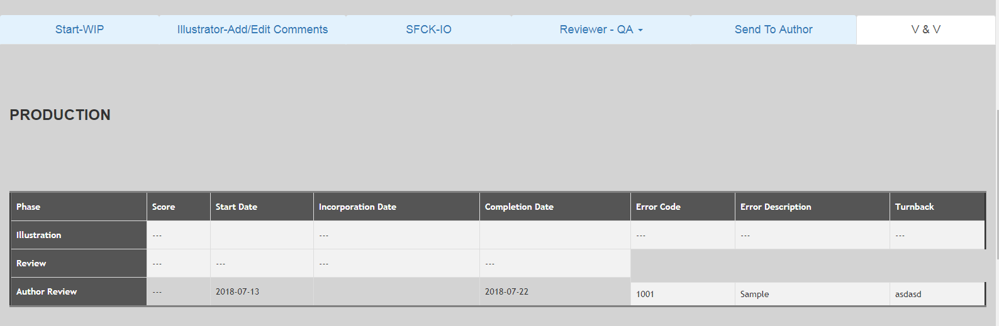 Start-WIP Illustrator-Add/Edit Comments SFCK-IO Reviewer - QA Send To Author V & V
PRODUCTION
Phase Score Start Date Incorporation Date Completion Date Error Code Error Description Turnback
Illustration --- --- --- --- ---
Review --- --- --- ---
Author Review --- 2018-07-13 2018-07-22 1001 Sample asdasd